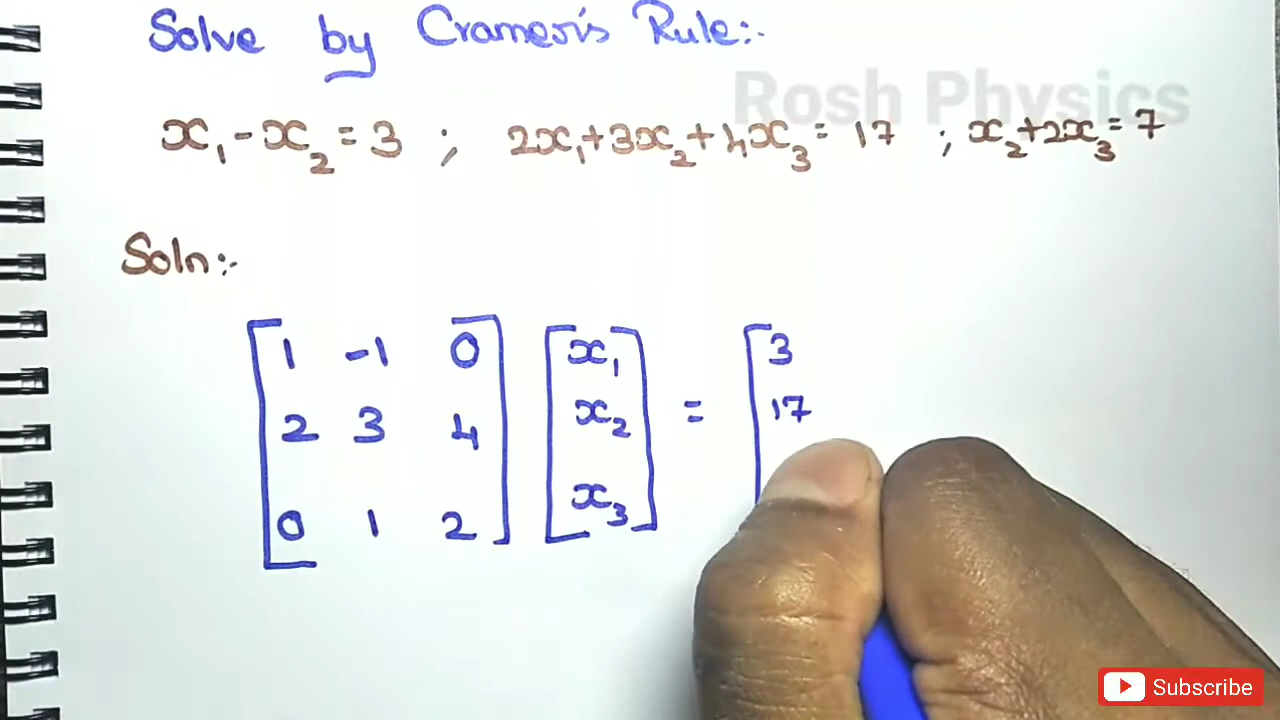 Solve by Cramer's Rule:-
Rosh Physics
x₁ - x₂ = 3 ; 2x₁ + 3x₂ + 4x₃ = 17 ; x₂ + 2x₃ = 7
Soln:-
1 -1 0 x₁ = 3
2 3 4 x₂ 17
0 1 2 x₃
Subscribe